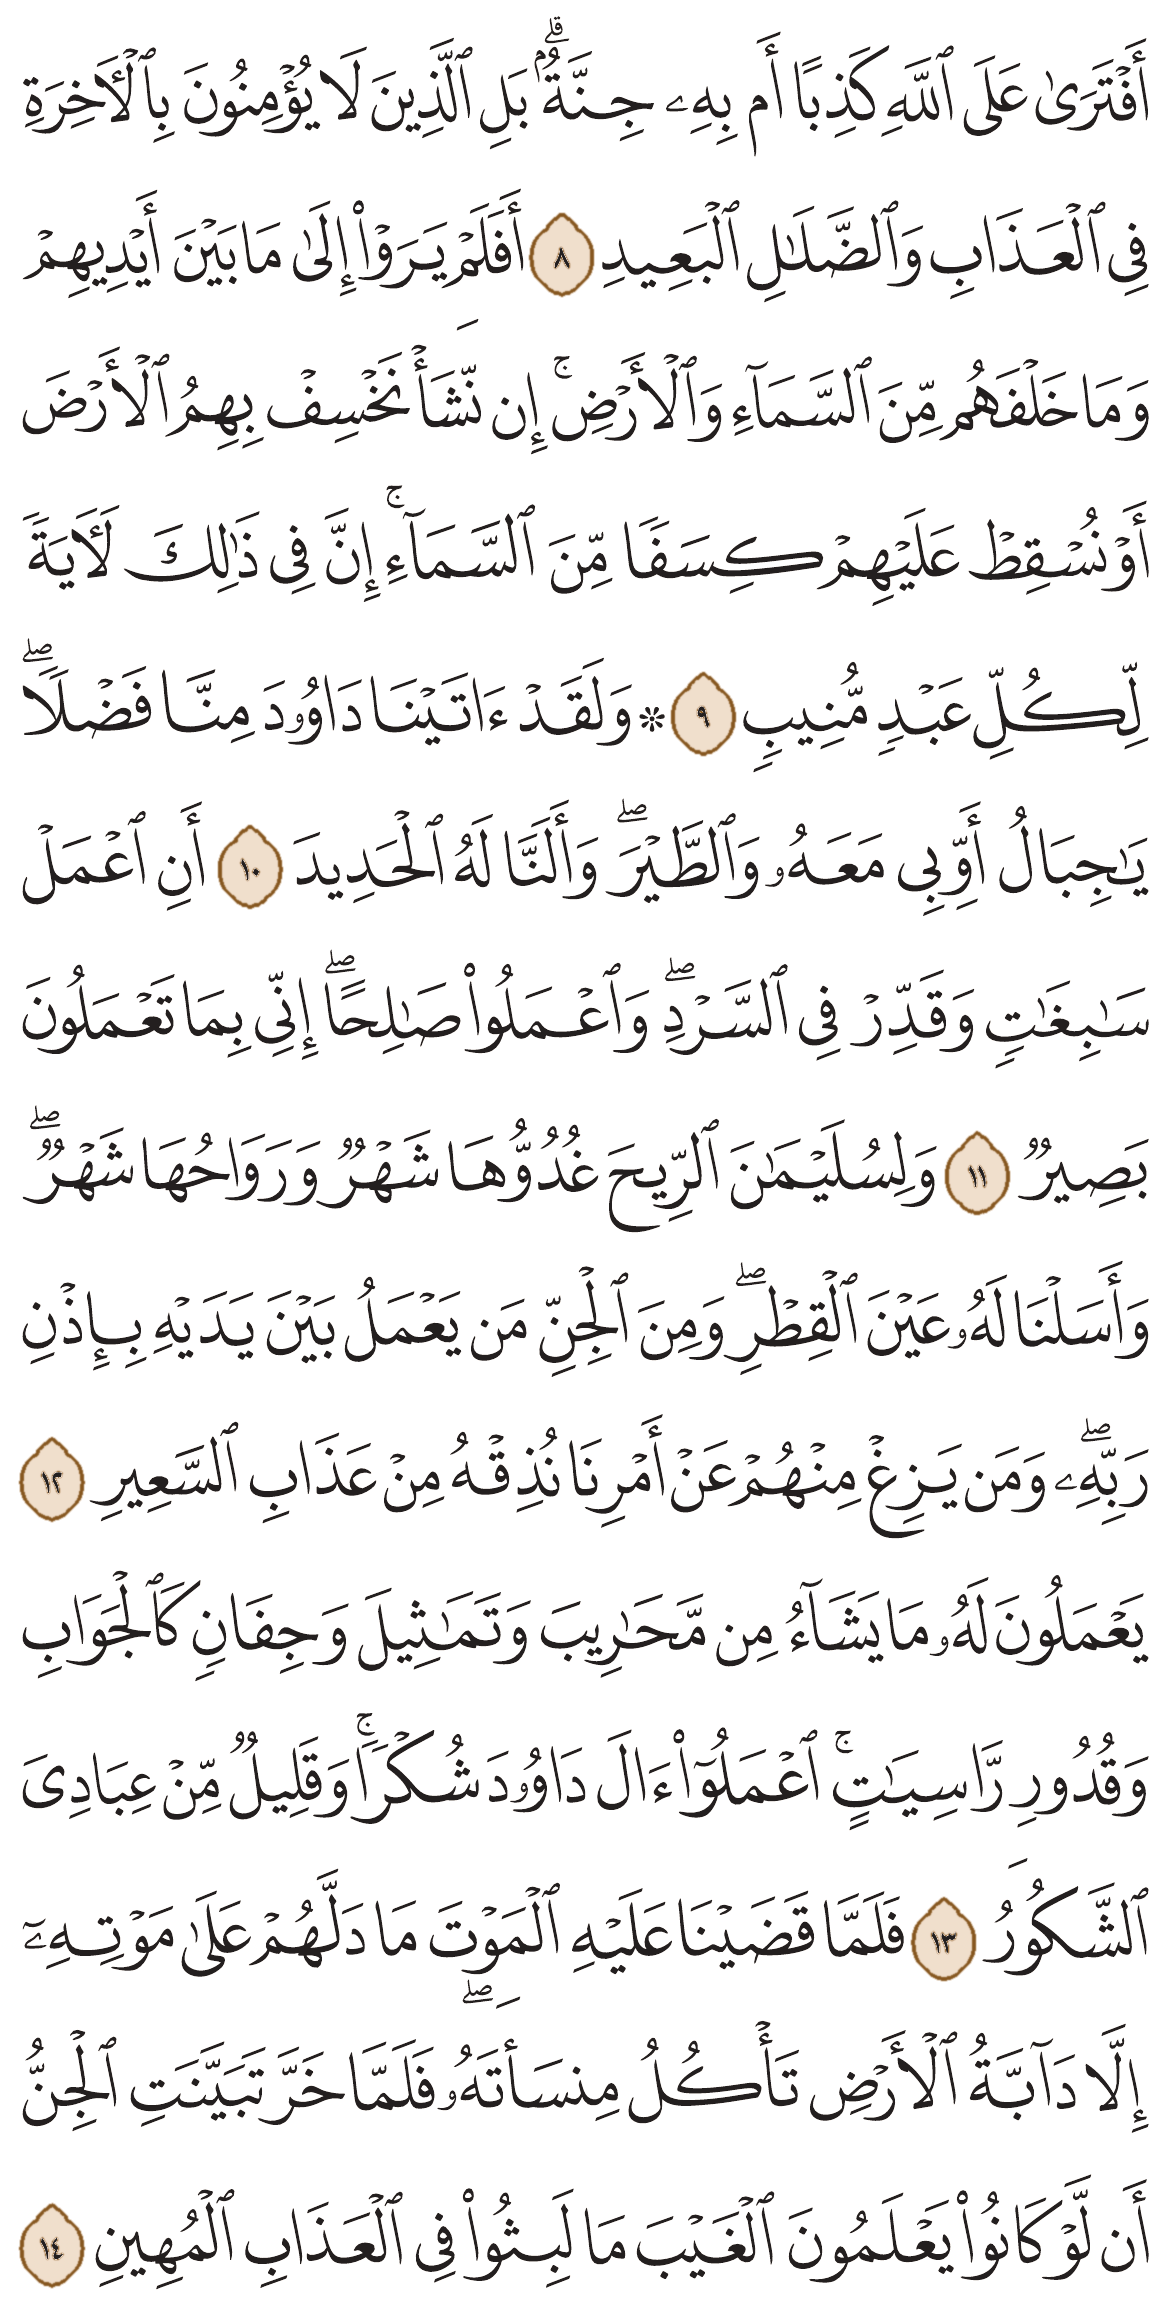 أَفْتَرَىٰ عَلَى ٱللَّهِ كَذِبًا أَم بِهِۦ جِنَّةُۢ ۗ بَلِ ٱلَّذِينَ لَا يُؤْمِنُونَ بِٱلْـَٔاخِرَةِ
فِى ٱلْعَذَابِ وَٱلضَّلَـٰلِ ٱلْبَعِيدِ ٨ أَفَلَمْ يَرَوْا۟ إِلَىٰ مَا بَيْنَ أَيْدِيهِمْ
وَمَا خَلْفَهُم مِّنَ ٱلسَّمَآءِ وَٱلْأَرْضِ ۚ إِن نَّشَأْ نَخْسِفْ بِهِمُ ٱلْأَرْضَ
أَوْ نُسْقِطْ عَلَيْهِمْ كِسَفًا مِّنَ ٱلسَّمَآءِ ۚ إِنَّ فِى ذَٰلِكَ لَـَٔايَةً
لِّكُلِّ عَبْدٍ مُّنِيبٍ ٩ ۞ وَلَقَدْ ءَاتَيْنَا دَاوُۥدَ مِنَّا فَضْلًا ۖ
يَـٰجِبَالُ أَوِّبِى مَعَهُۥ وَٱلطَّيْرَ ۖ وَأَلَنَّا لَهُ ٱلْحَدِيدَ ١٠ أَنِ ٱعْمَلْ
سَـٰبِغَـٰتٍ وَقَدِّرْ فِى ٱلسَّرْدِ ۖ وَٱعْمَلُوا۟ صَـٰلِحًا ۖ إِنِّى بِمَا تَعْمَلُونَ
بَصِيرٌ ١١ وَلِسُلَيْمَـٰنَ ٱلرِّيحَ غُدُوُّهَا شَهْرٌ وَرَوَاحُهَا شَهْرٌ ۖ
وَأَسَلْنَا لَهُۥ عَيْنَ ٱلْقِطْرِ ۖ وَمِنَ ٱلْجِنِّ مَن يَعْمَلُ بَيْنَ يَدَيْهِ بِإِذْنِ
رَبِّهِۦ ۖ وَمَن يَزِغْ مِنْهُمْ عَنْ أَمْرِنَا نُذِقْهُ مِنْ عَذَابِ ٱلسَّعِيرِ ١٢
يَعْمَلُونَ لَهُۥ مَا يَشَآءُ مِن مَّحَـٰرِيبَ وَتَمَـٰثِيلَ وَجِفَانٍ كَٱلْجَوَابِ
وَقُدُورٍ رَّاسِيَـٰتٍ ۚ ٱعْمَلُوٓا۟ ءَالَ دَاوُۥدَ شُكْرًا ۚ وَقَلِيلٌ مِّنْ عِبَادِىَ
ٱلشَّكُورُ ١٣ فَلَمَّا قَضَيْنَا عَلَيْهِ ٱلْمَوْتَ مَا دَلَّهُمْ عَلَىٰ مَوْتِهِۦٓ
إِلَّا دَآبَّةُ ٱلْأَرْضِ تَأْكُلُ مِنسَأَتَهُۥ ۖ فَلَمَّا خَرَّ تَبَيَّنَتِ ٱلْجِنُّ
أَن لَّوْ كَانُوا۟ يَعْلَمُونَ ٱلْغَيْبَ مَا لَبِثُوا۟ فِى ٱلْعَذَابِ ٱلْمُهِينِ ١٤